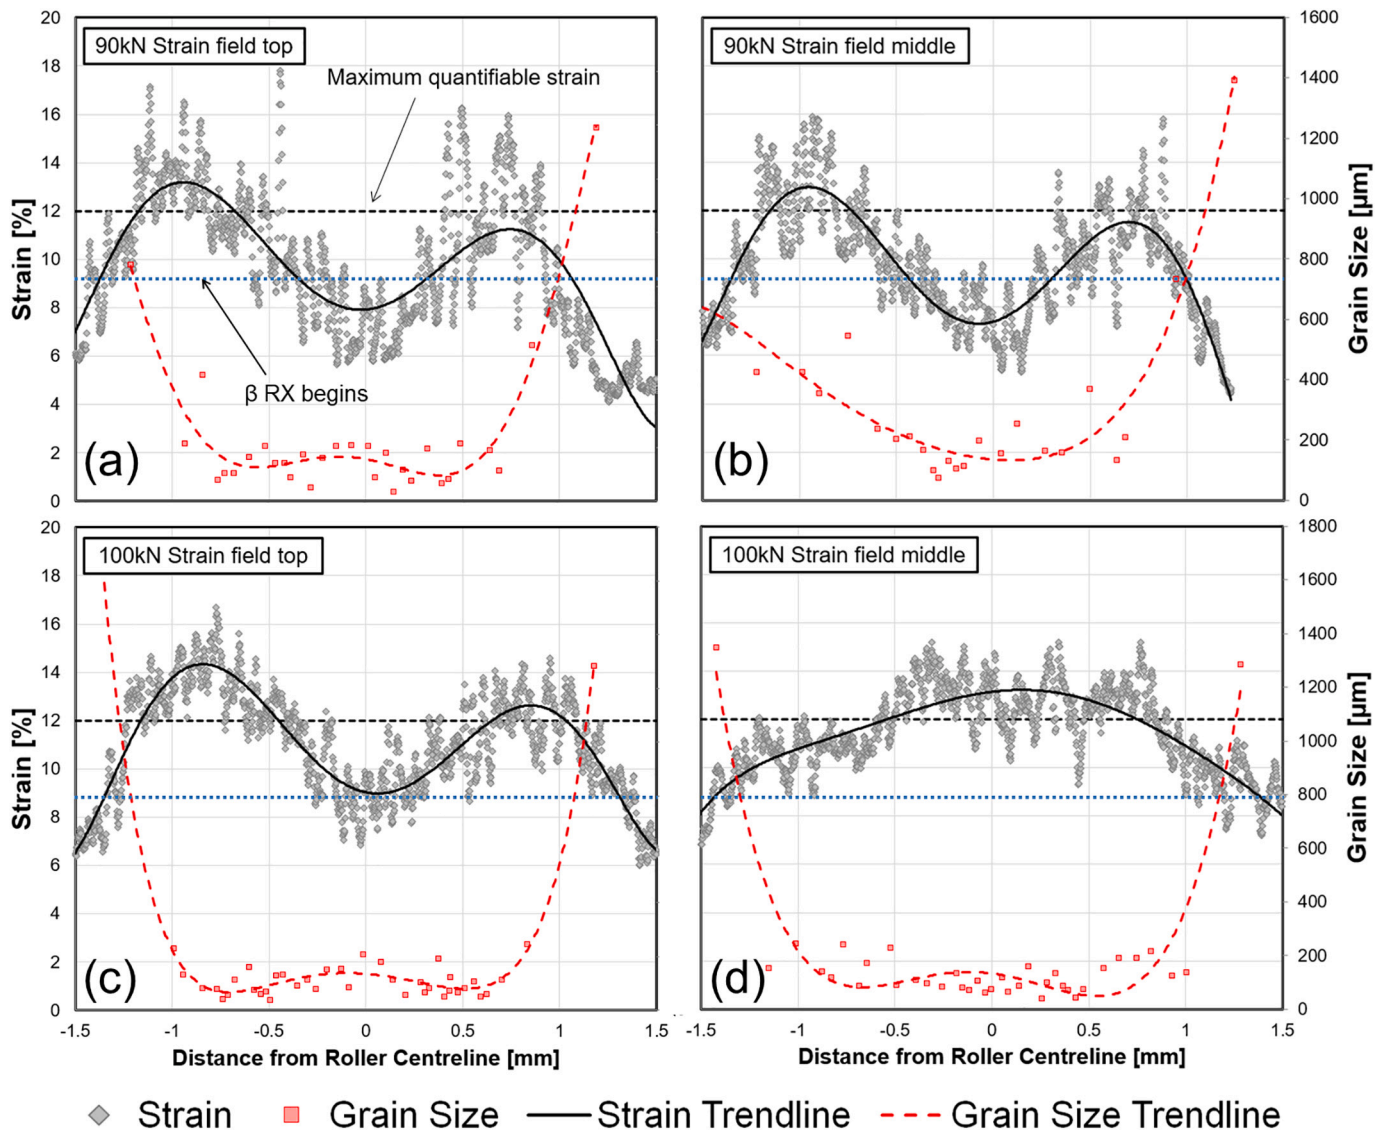 90kN Strain field top
90kN Strain field middle
Maximum quantifiable strain
β RX begins
(a)
(b)
Strain [%]
20
18
16
14
12
10
8
6
4
2
0
1600
1400
1200
1000
800
600
400
200
0
Grain Size [µm]
100kN Strain field top
100kN Strain field middle
(c)
(d)
Strain [%]
20
18
16
14
12
10
8
6
4
2
0
1800
1600
1400
1200
1000
800
600
400
200
0
Grain Size [µm]
-1.5 -1 -0.5 0 0.5 1 1.5
-1.5 -1 -0.5 0 0.5 1 1.5
Distance from Roller Centreline [mm]
Distance from Roller Centreline [mm]
Strain Grain Size Strain Trendline Grain Size Trendline